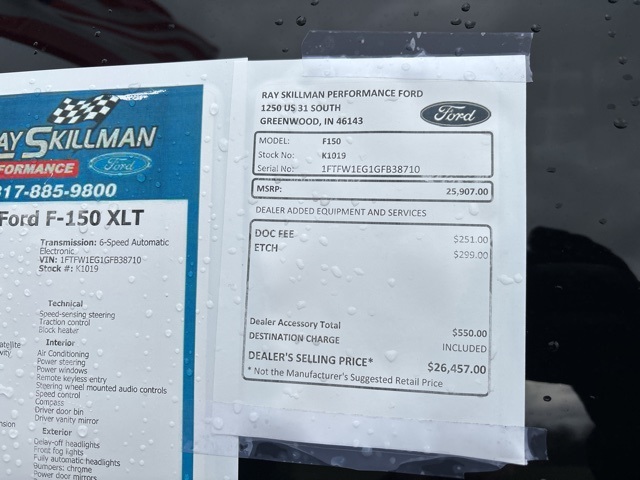 AY SKILLMAN
RFORMANCE Ford
317-885-9800
Ford F-150 XLT
Transmission: 6-Speed Automatic
Electronic
VIN: 1FTFW1EG1GFB38710
Stock #: K1019
Technical
Speed-sensing steering
Traction control
Block heater
Interior
Air Conditioning
Power steering
Power windows
Remote keyless entry
Steering wheel mounted audio controls
Speed control
Compass
Driver door bin
Driver vanity mirror
Exterior
Delay-off headlights
Front fog lights
Fully automatic headlights
Bumpers: chrome
Power door mirrors
RAY SKILLMAN PERFORMANCE FORD
1250 US 31 SOUTH
GREENWOOD, IN 46143
Ford
MODEL: F150
Stock No: K1019
Serial No: 1FTFW1EG1GFB38710
MSRP: 25,907.00
DEALER ADDED EQUIPMENT AND SERVICES
DOC FEE $251.00
ETCH $299.00
Dealer Accessory Total $550.00
DESTINATION CHARGE INCLUDED
DEALER'S SELLING PRICE* $26,457.00
* Not the Manufacturer's Suggested Retail Price